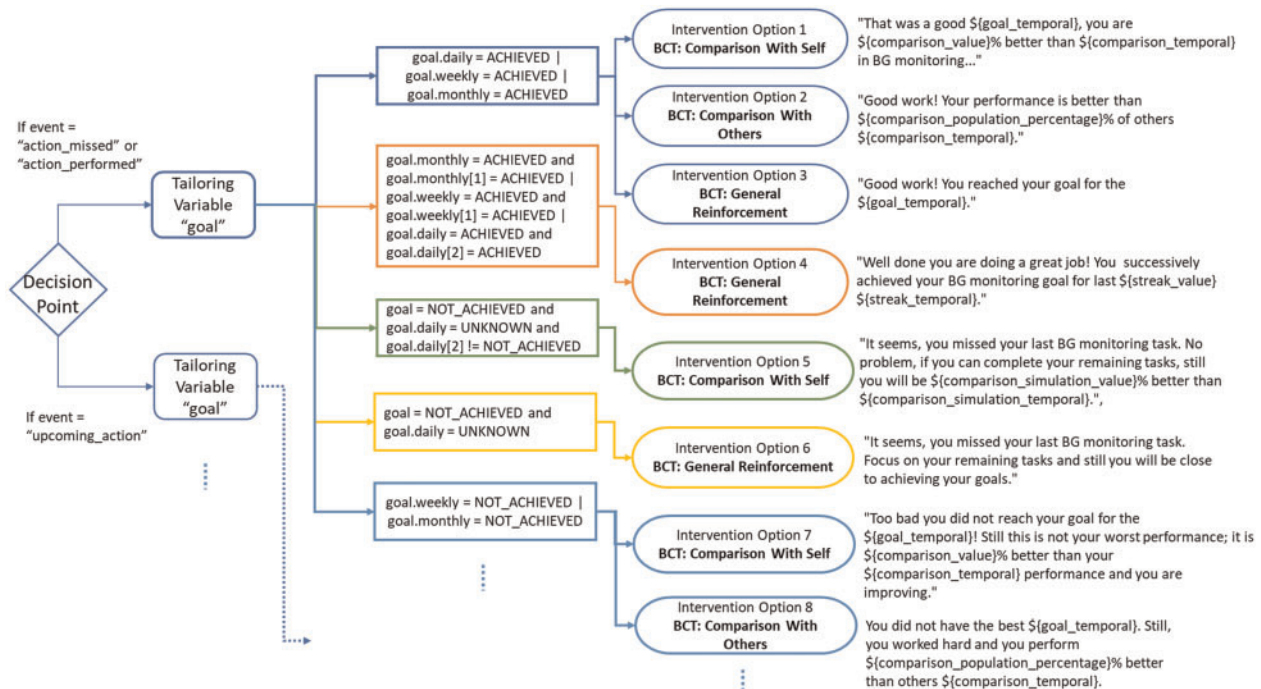 If event =
"action_missed" or
"action_performed"
Decision
Point
Tailoring
Variable
"goal"
If event =
"upcoming_action"
Tailoring
Variable
"goal"
goal.daily = ACHIEVED |
goal.weekly = ACHIEVED |
goal.monthly = ACHIEVED
goal.monthly = ACHIEVED and
goal.monthly[1] = ACHIEVED |
goal.weekly = ACHIEVED and
goal.weekly[1] = ACHIEVED |
goal.daily = ACHIEVED and
goal.daily[2] = ACHIEVED
goal = NOT_ACHIEVED and
goal.daily = UNKNOWN and
goal.daily[2] != NOT_ACHIEVED
goal = NOT_ACHIEVED and
goal.daily = UNKNOWN
goal.weekly = NOT_ACHIEVED |
goal.monthly = NOT_ACHIEVED
Intervention Option 1
BCT: Comparison With Self
"That was a good ${goal_temporal}, you are
${comparison_value}% better than ${comparison_temporal}
in BG monitoring..."
Intervention Option 2
BCT: Comparison With
Others
"Good work! Your performance is better than
${comparison_population_percentage}% of others
${comparison_temporal}."
Intervention Option 3
BCT: General
Reinforcement
"Good work! You reached your goal for the
${goal_temporal}."
Intervention Option 4
BCT: General
Reinforcement
"Well done you are doing a great job! You successively
achieved your BG monitoring goal for last ${streak_value}
${streak_temporal}."
Intervention Option 5
BCT: Comparison With Self
"It seems, you missed your last BG monitoring task. No
problem, if you can complete your remaining tasks, still
you will be ${comparison_simulation_value}% better than
${comparison_simulation_temporal}.",
Intervention Option 6
BCT: General Reinforcement
"It seems, you missed your last BG monitoring task.
Focus on your remaining tasks and still you will be close
to achieving your goals."
Intervention Option 7
BCT: Comparison With Self
"Too bad you did not reach your goal for the
${goal_temporal}! Still this is not your worst performance; it is
${comparison_value}% better than your
${comparison_temporal} performance and you are
improving."
Intervention Option 8
BCT: Comparison With
Others
You did not have the best ${goal_temporal}. Still,
you worked hard and you perform
${comparison_population_percentage}% better
than others ${comparison_temporal}.